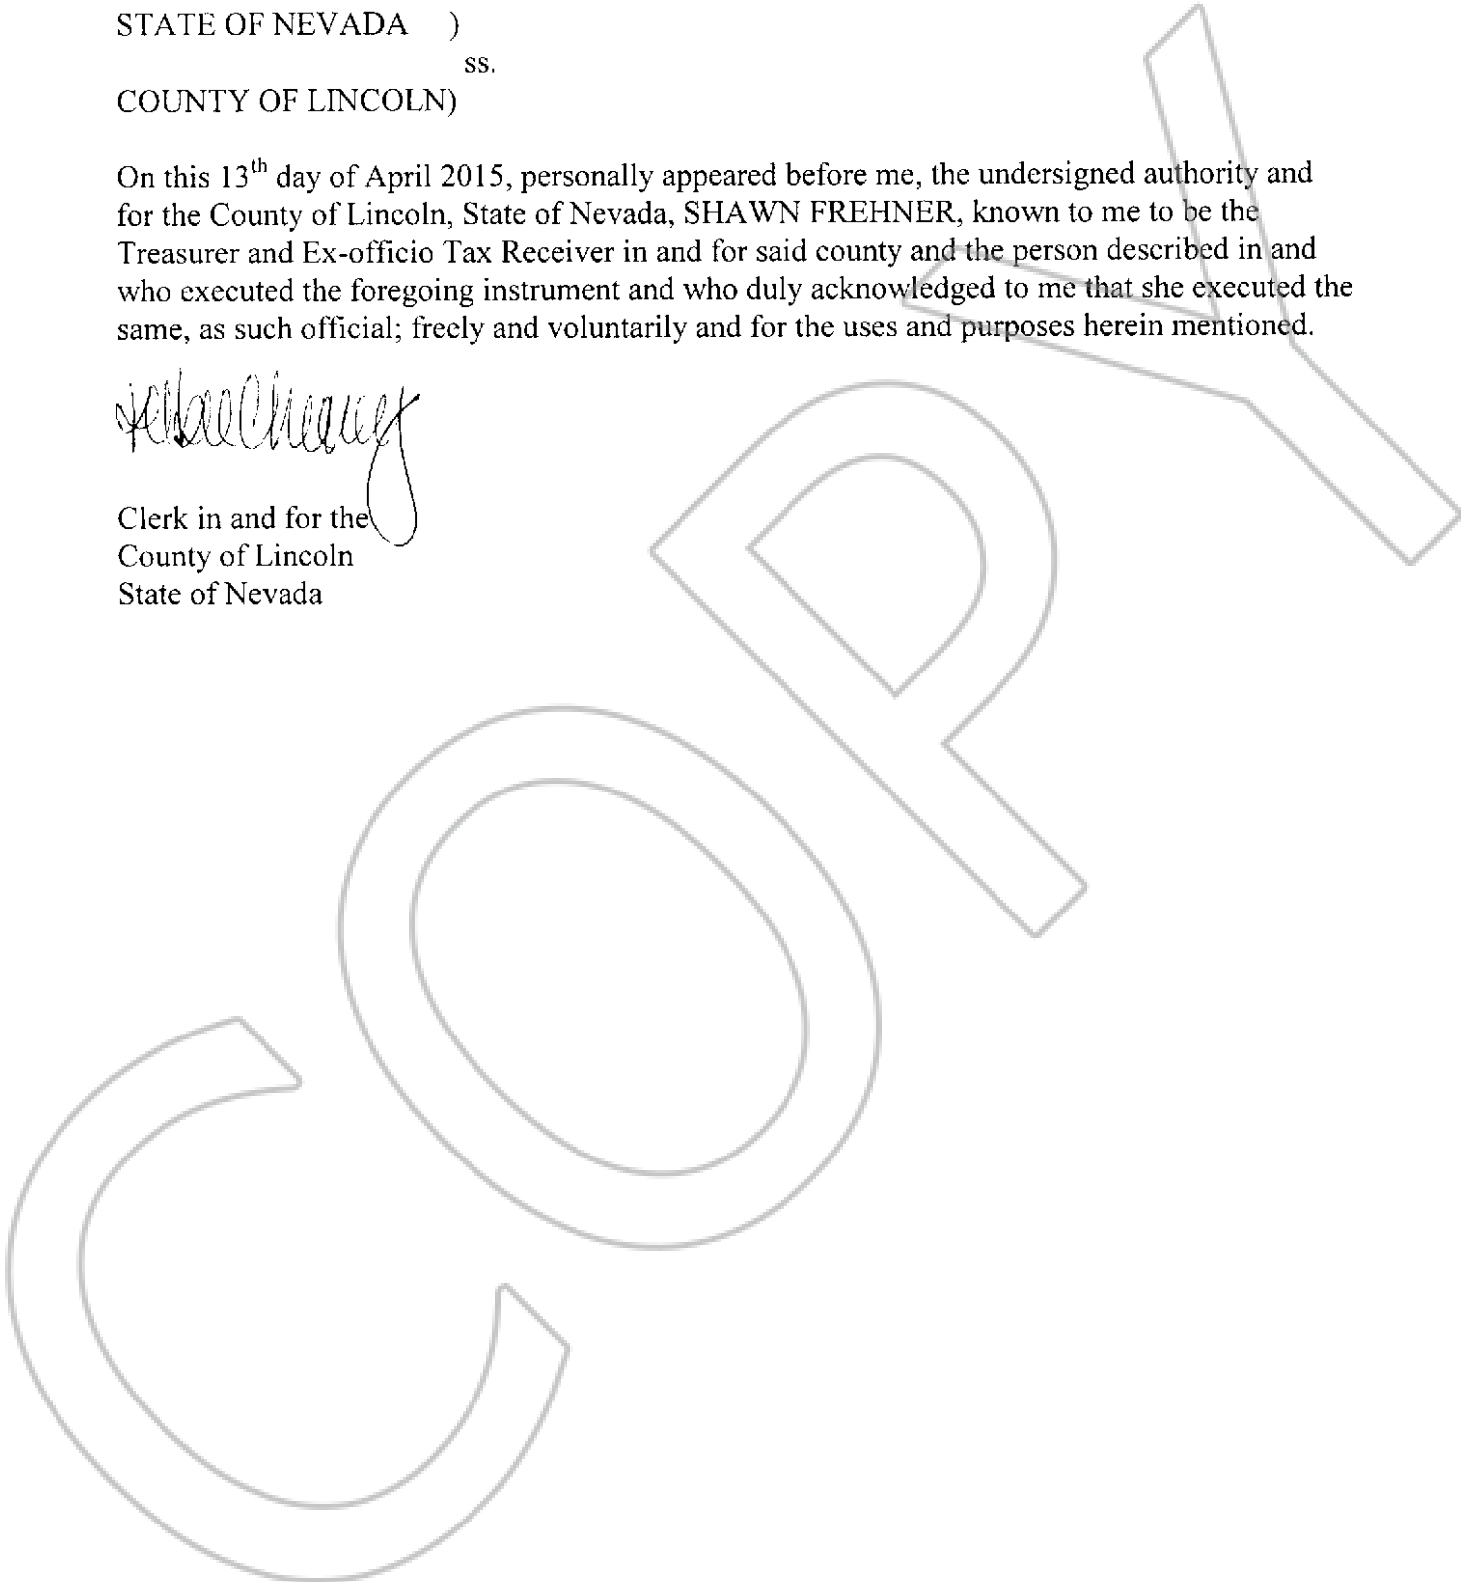 STATE OF NEVADA )
ss.
COUNTY OF LINCOLN)
On this 13th day of April 2015, personally appeared before me, the undersigned authority and
for the County of Lincoln, State of Nevada, SHAWN FREHNER, known to me to be the
Treasurer and Ex-officio Tax Receiver in and for said county and the person described in and
who executed the foregoing instrument and who duly acknowledged to me that she executed the
same, as such official; freely and voluntarily and for the uses and purposes herein mentioned.
Clerk in and for the
County of Lincoln
State of Nevada
COPY